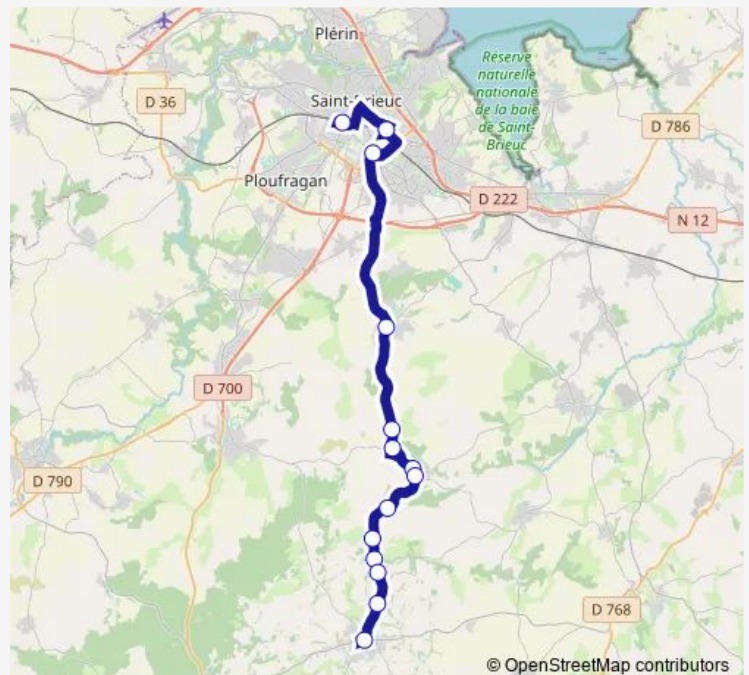 Plérin
D 36
Saint-Brieuc
Réserve
naturelle
nationale
de la baie
de Saint-
Brieuc
D 786
Ploufragan
D 222
N 12
D 700
D 790
D 768
© OpenStreetMap contributors